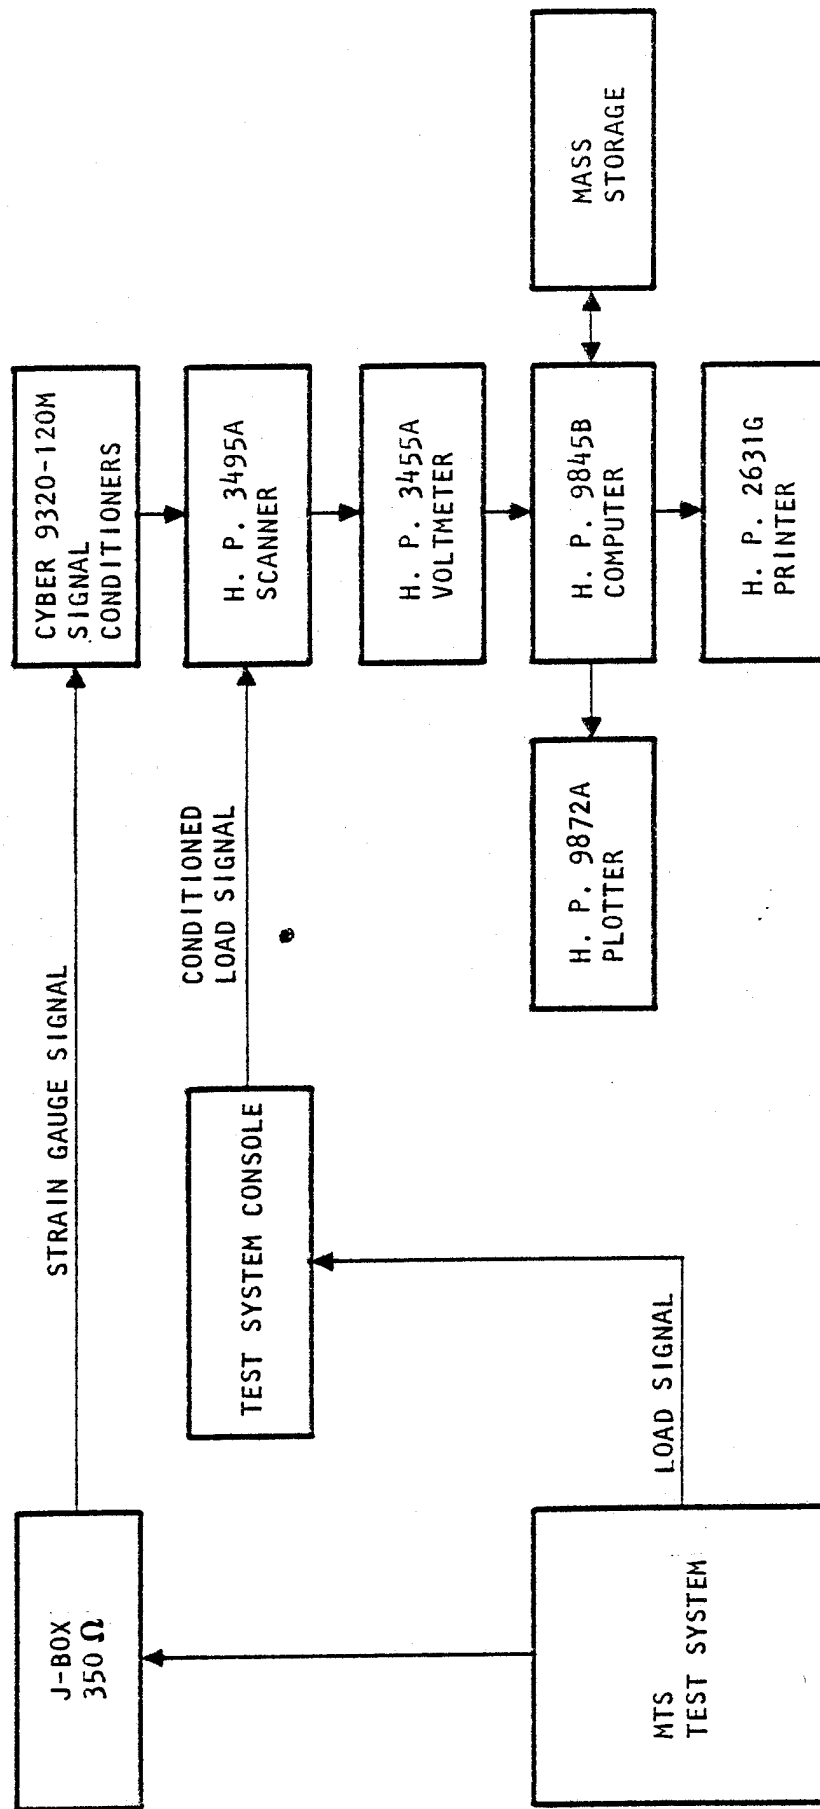 J-BOX
350 Ω
STRAIN GAUGE SIGNAL
CYBER 9320-120M
SIGNAL
CONDITIONERS
TEST SYSTEM CONSOLE
CONDITIONED
LOAD SIGNAL
H. P. 3495A
SCANNER
H. P. 3455A
VOLTMETER
MTS
TEST SYSTEM
LOAD SIGNAL
H. P. 9872A
PLOTTER
H. P. 9845B
COMPUTER
MASS
STORAGE
H. P. 2631G
PRINTER